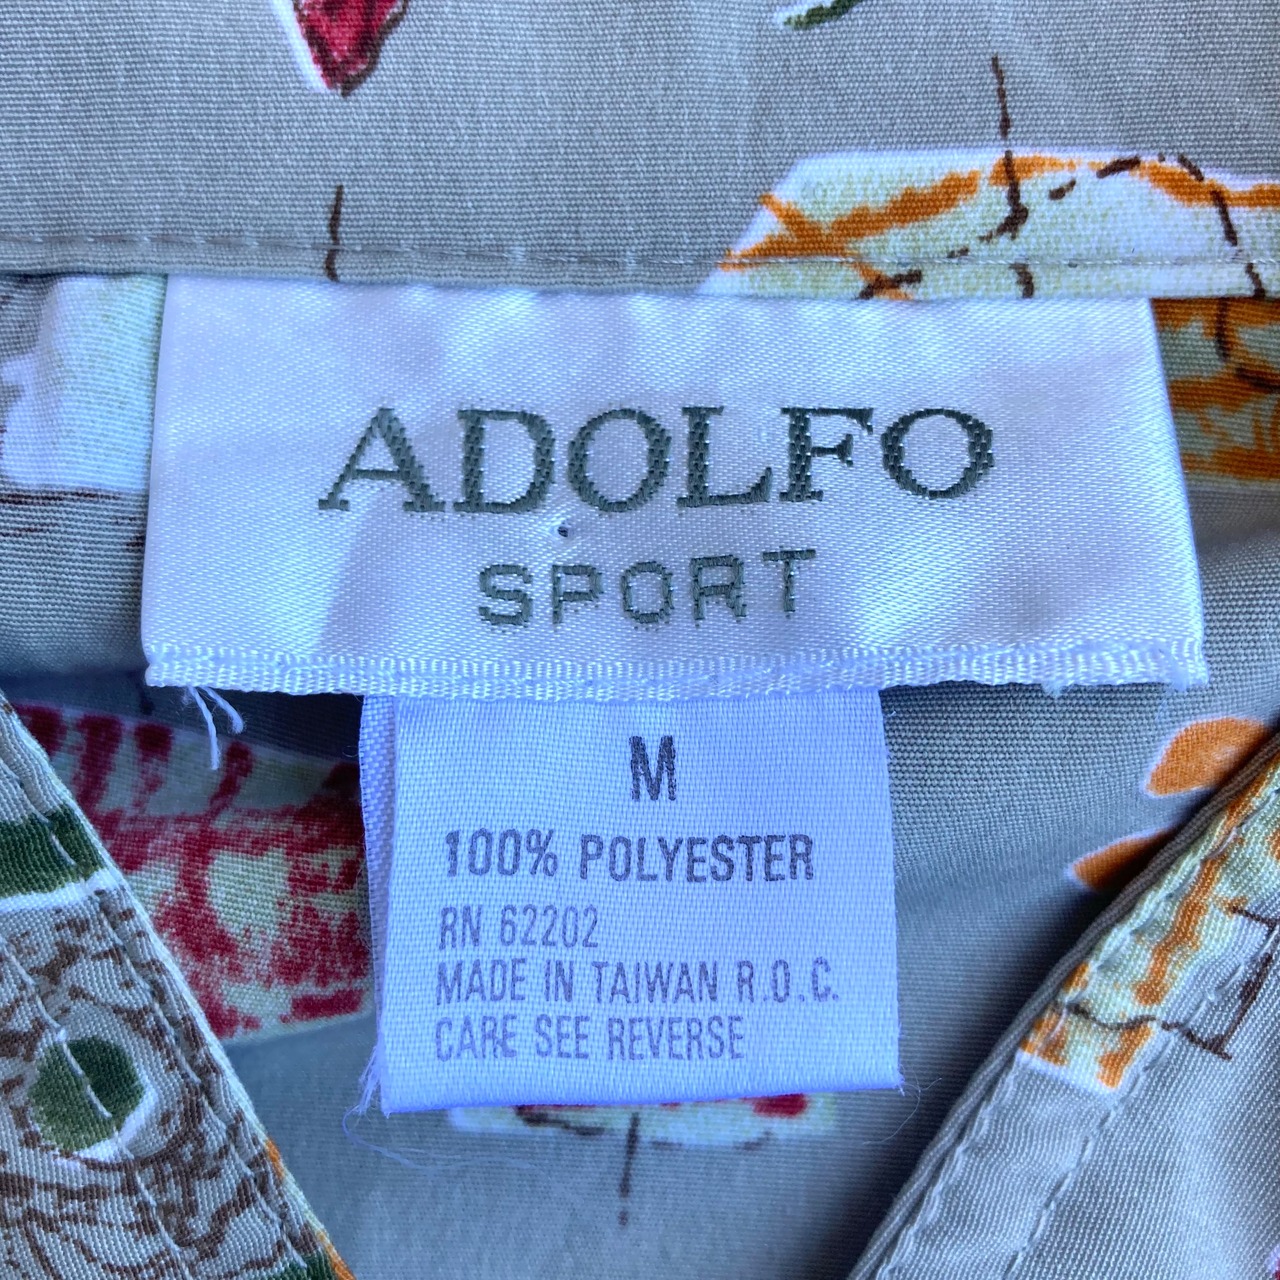 ADOLFO
SPORT
M
100% POLYESTER
RN 62202
MADE IN TAIWAN R.O.C.
CARE SEE REVERSE